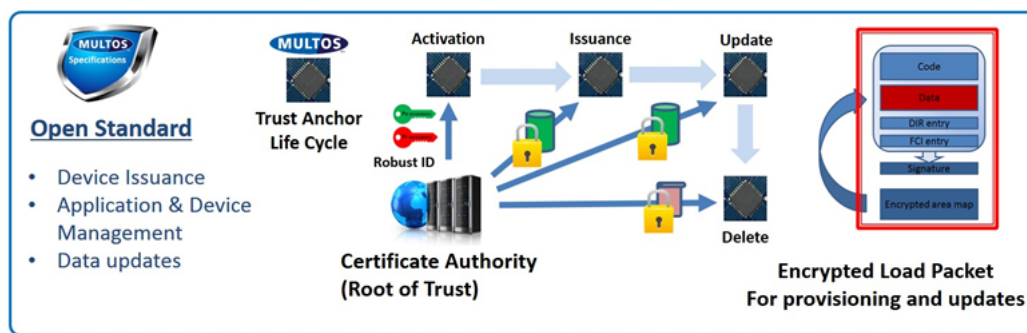 MULTOS
Specifications
Open Standard
• Device Issuance
• Application & Device
Management
• Data updates
MULTOS
Trust Anchor
Life Cycle
Activation
Issuance
Update
Robust ID
Certificate Authority
(Root of Trust)
Delete
Code
Data
DIR entry
FCI entry
Signature
Encrypted area map
Encrypted Load Packet
For provisioning and updates